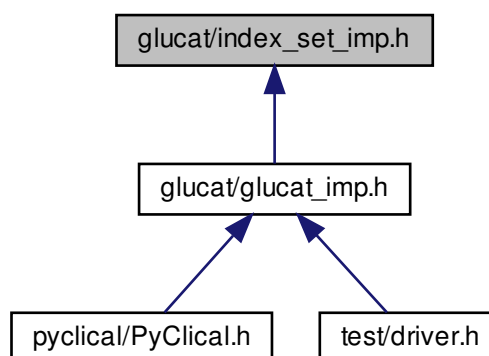 glucat/index_set_imp.h
glucat/glucat_imp.h
pyclical/PyClical.h
test/driver.h